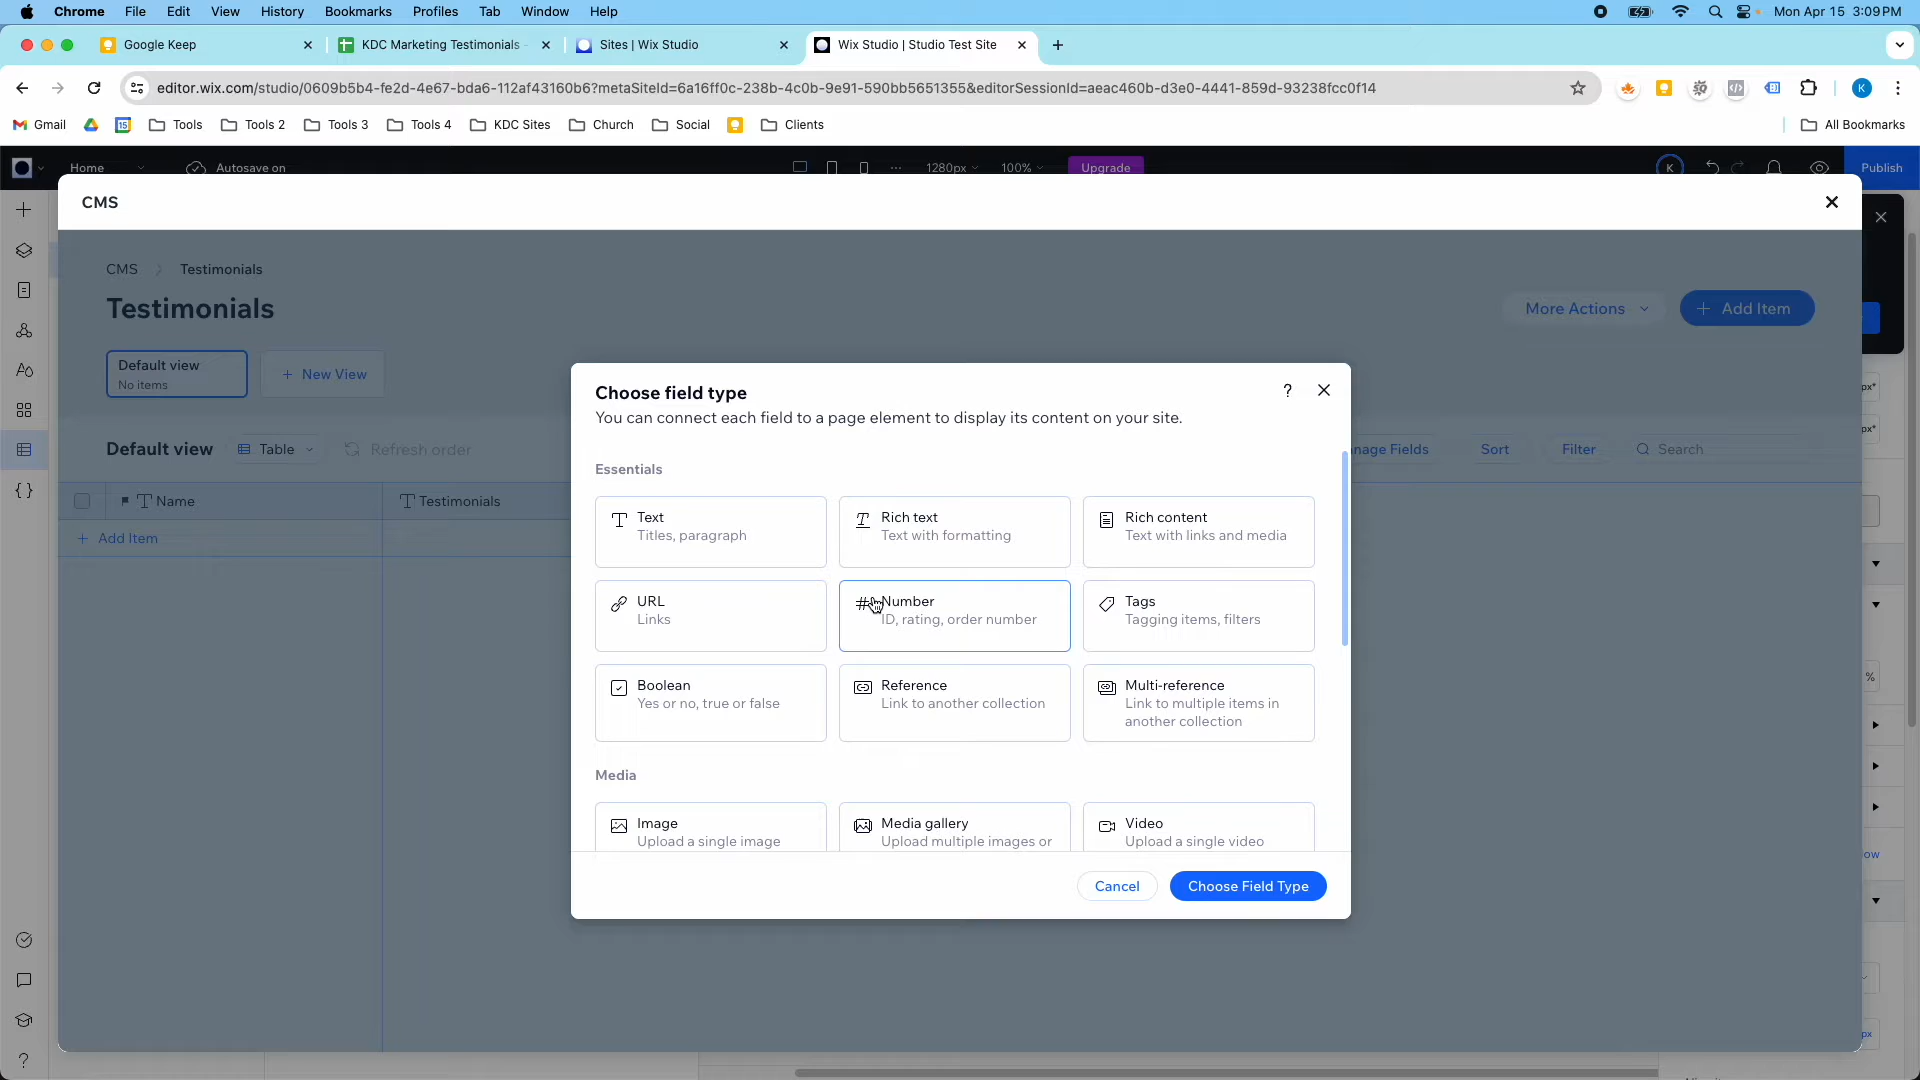 Chrome File Edit View History Bookmarks Profiles Tab Window Help Mon Apr 15 3:09 PM
Google Keep KDC Marketing Testimonials Sites | Wix Studio Wix Studio | Studio Test Site
editor.wix.com/studio/0609b5b4-fe2d-4e67-bda6-112af43160b6?metaSiteId=6a16ff0c-238b-4c0b-9e91-590bb5651355&editorSessionId=aeac460b-d3e0-4441-859d-93238fcc0f14 K
Gmail 15 Tools Tools 2 Tools 3 Tools 4 KDC Sites Church Social Clients All Bookmarks
Home Autosave on 1280px 100% Upgrade K Publish
CMS
CMS Testimonials
Testimonials
More Actions + Add Item
Default view
No items
+ New View
Choose field type
You can connect each field to a page element to display its content on your site.
Default view Table Refresh order nage Fields Sort Filter Search
Essentials
Name Testimonials
+ Add Item
Text
Titles, paragraph
Rich text
Text with formatting
Rich content
Text with links and media
URL
Links
Number
ID, rating, order number
Tags
Tagging items, filters
Boolean
Yes or no, true or false
Reference
Link to another collection
Multi-reference
Link to multiple items in
another collection
Media
Image
Upload a single image
Media gallery
Upload multiple images or
Video
Upload a single video
Cancel Choose Field Type
px*
px*
%
ow
px